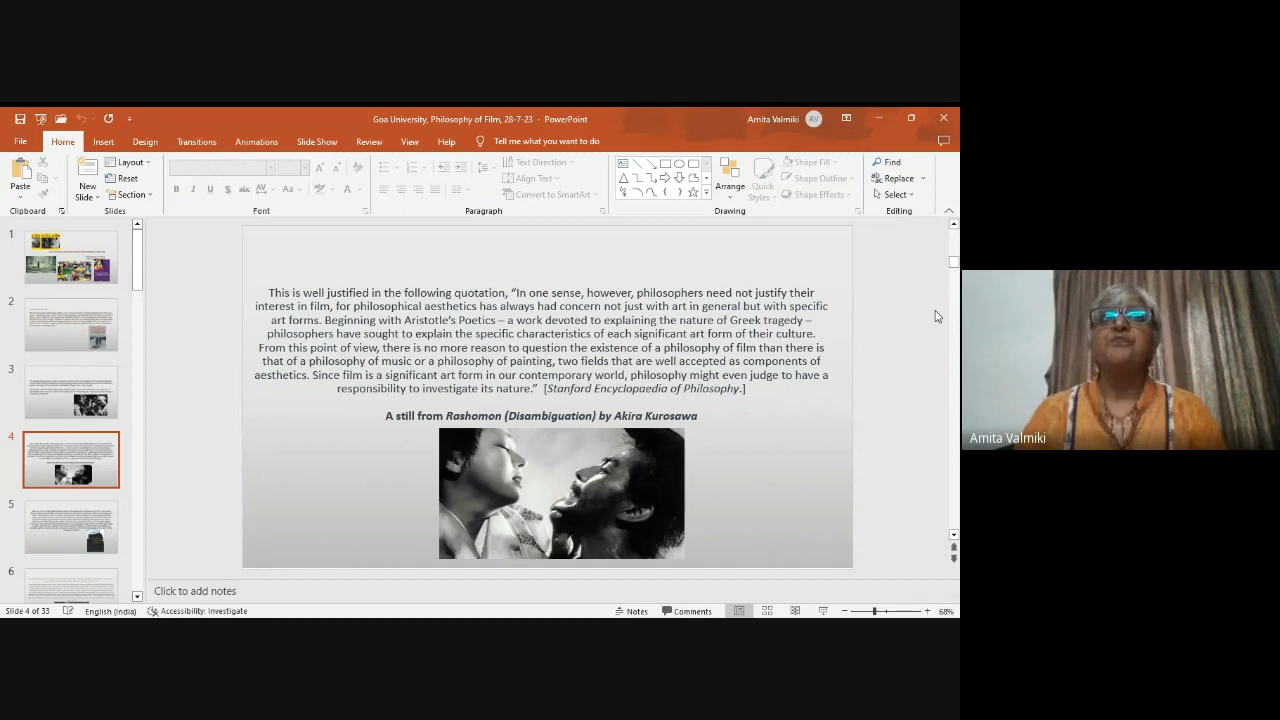 Goa University, Philosophy of Film, 28-7-23 - PowerPoint
Amita Valmiki
AV
File
Home
Insert
Design
Transitions
Animations
Slide Show
Review
View
Help
Tell me what you want to do
Paste
New
Slide
Layout
Reset
Section
B I U S abc AV Aa A
Text Direction
Align Text
Convert to SmartArt
Arrange
Quick
Styles
Shape Fill
Shape Outline
Shape Effects
Find
Replace
Select
Clipboard
Slides
Font
Paragraph
Drawing
Editing
1
2
3
4
5
6
This is well justified in the following quotation, “In one sense, however, philosophers need not justify their
interest in film, for philosophical aesthetics has always had concern not just with art in general but with specific
art forms. Beginning with Aristotle’s Poetics – a work devoted to explaining the nature of Greek tragedy –
philosophers have sought to explain the specific characteristics of each significant art form of their culture.
From this point of view, there is no more reason to question the existence of a philosophy of film than there is
that of a philosophy of music or a philosophy of painting, two fields that are well accepted as components of
aesthetics. Since film is a significant art form in our contemporary world, philosophy might even judge to have a
responsibility to investigate its nature.” [Stanford Encyclopaedia of Philosophy.]
A still from Rashomon (Disambiguation) by Akira Kurosawa
Click to add notes
Slide 4 of 33
English (India)
Accessibility: Investigate
Notes
Comments
68%
Amita Valmiki